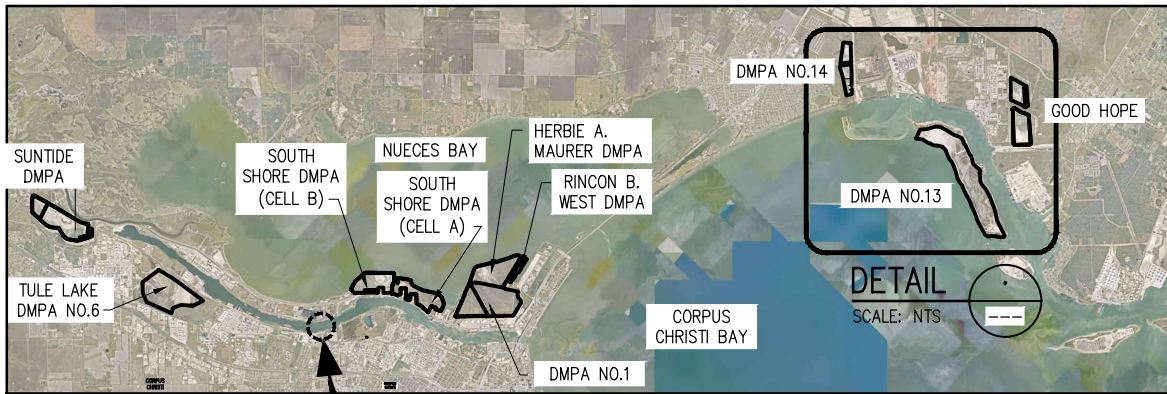 SUNTIDE
DMPA
TULE LAKE
DMPA NO.6
SOUTH
SHORE DMPA
(CELL B)
NUECES BAY
SOUTH
SHORE DMPA
(CELL A)
HERBIE A.
MAURER DMPA
RINCON B.
WEST DMPA
DMPA NO.1
CORPUS
CHRISTI BAY
DMPA NO.14
GOOD HOPE
DMPA NO.13
DETAIL
SCALE: NTS
---
CORPUS
CHRISTI